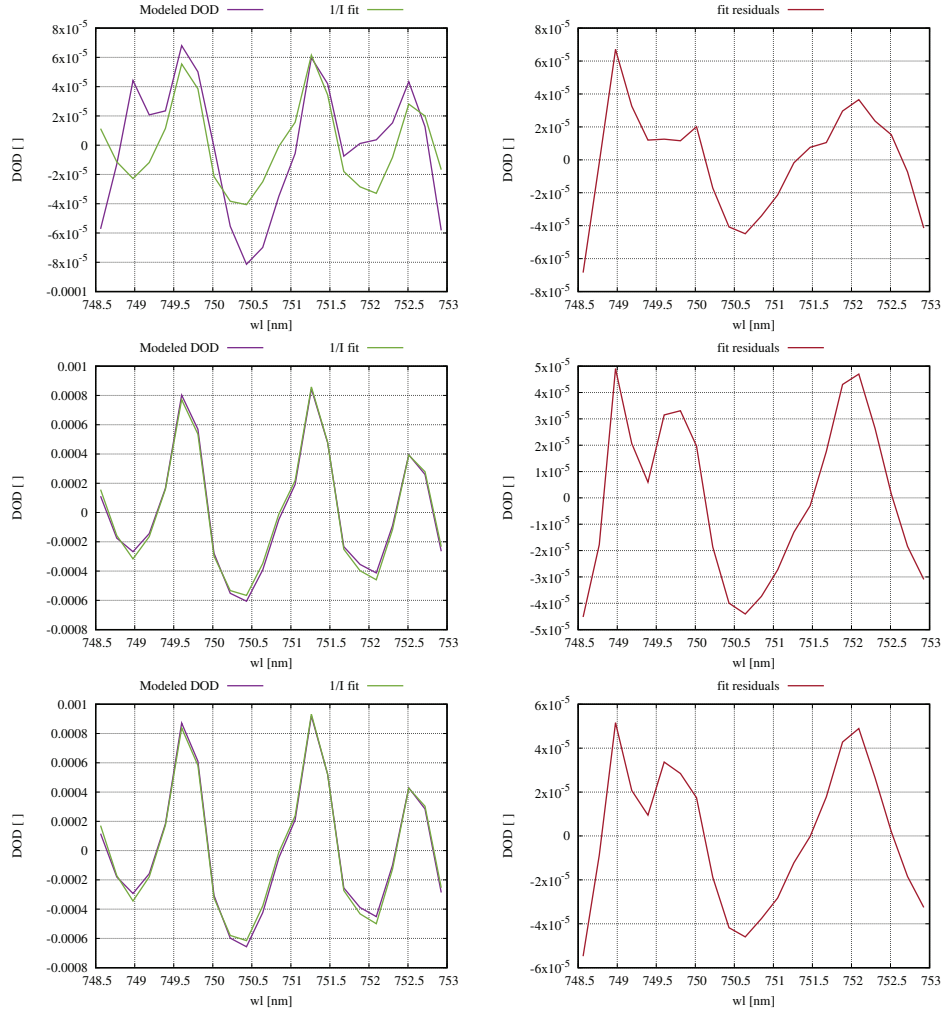 Modeled DOD 1/I fit
8x10-5
6x10-5
4x10-5
2x10-5
0
-2x10-5
-4x10-5
-6x10-5
-8x10-5
-0.0001
748.5 749 749.5 750 750.5 751 751.5 752 752.5 753
DOD [ ]
wl [nm]
fit residuals
8x10-5
6x10-5
4x10-5
2x10-5
0
-2x10-5
-4x10-5
-6x10-5
-8x10-5
748.5 749 749.5 750 750.5 751 751.5 752 752.5 753
DOD [ ]
wl [nm]
Modeled DOD 1/I fit
0.001
0.0008
0.0006
0.0004
0.0002
0
-0.0002
-0.0004
-0.0006
-0.0008
748.5 749 749.5 750 750.5 751 751.5 752 752.5 753
DOD [ ]
wl [nm]
fit residuals
5x10-5
4x10-5
3x10-5
2x10-5
1x10-5
0
-1x10-5
-2x10-5
-3x10-5
-4x10-5
-5x10-5
748.5 749 749.5 750 750.5 751 751.5 752 752.5 753
DOD [ ]
wl [nm]
Modeled DOD 1/I fit
0.001
0.0008
0.0006
0.0004
0.0002
0
-0.0002
-0.0004
-0.0006
-0.0008
748.5 749 749.5 750 750.5 751 751.5 752 752.5 753
DOD [ ]
wl [nm]
fit residuals
6x10-5
4x10-5
2x10-5
0
-2x10-5
-4x10-5
-6x10-5
748.5 749 749.5 750 750.5 751 751.5 752 752.5 753
DOD [ ]
wl [nm]